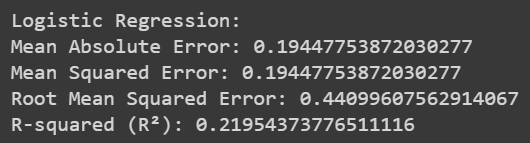 Logistic Regression:
Mean Absolute Error: 0.19447753872030277
Mean Squared Error: 0.19447753872030277
Root Mean Squared Error: 0.44099607562914067
R-squared (R²): 0.21954373776511116